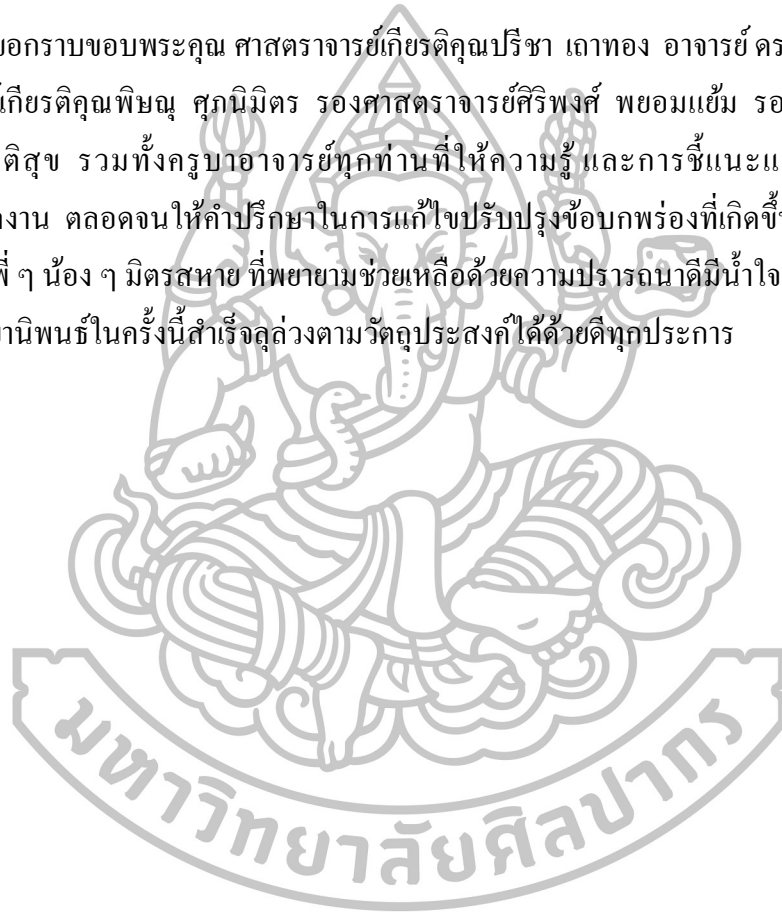 ยอกราบขอบพระคุณ ศาสตราจารย์เกียรติคุณปรีชา เถาทอง อาจารย์ ดร
เกียรติคุณพิษณุ ศุภนิมิตร รองศาสตราจารย์ศิริพงศ์ พยอมแย้ม รอ
ติสุข รวมทั้งครูบาอาจารย์ทุกท่านที่ให้ความรู้ และการชี้แนะแ
งาน ตลอดจนให้คำปรึกษาในการแก้ไขปรับปรุงข้อบกพร่องที่เกิดขึ้
พี่ ๆ น้อง ๆ มิตรสหาย ที่พยายามช่วยเหลือด้วยความปรารถนาดีมีน้ำใจ
านิพนธ์ในครั้งนี้สำเร็จลุล่วงตามวัตถุประสงค์ได้ด้วยดีทุกประการ
มหาวิทยาลัยศิลปากร